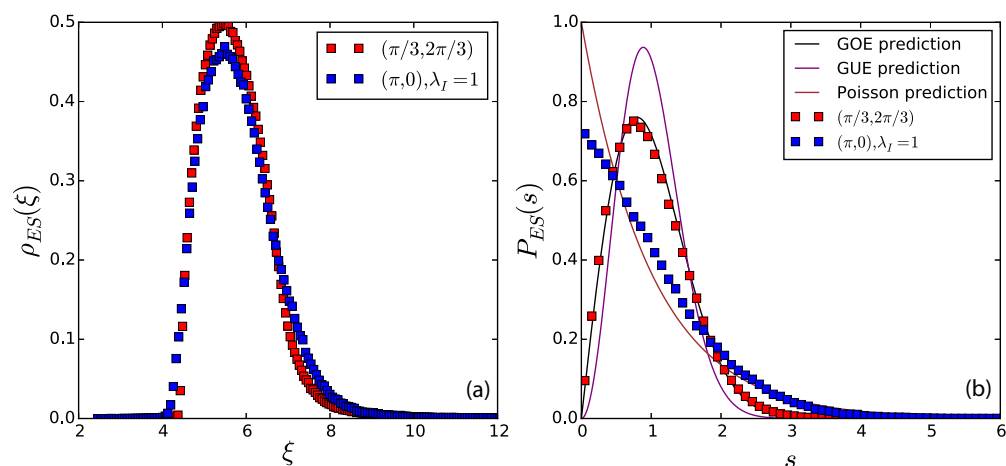 0.5
0.4
0.3
0.2
0.1
0.0
ρ_ES(ξ)
(π/3,2π/3)
(π,0),λ_I=1
(a)
2 4 6 8 10 12
ξ
1.0
0.8
0.6
0.4
0.2
0.0
P_ES(s)
GOE prediction
GUE prediction
Poisson prediction
(π/3,2π/3)
(π,0),λ_I=1
(b)
0 1 2 3 4 5 6
s